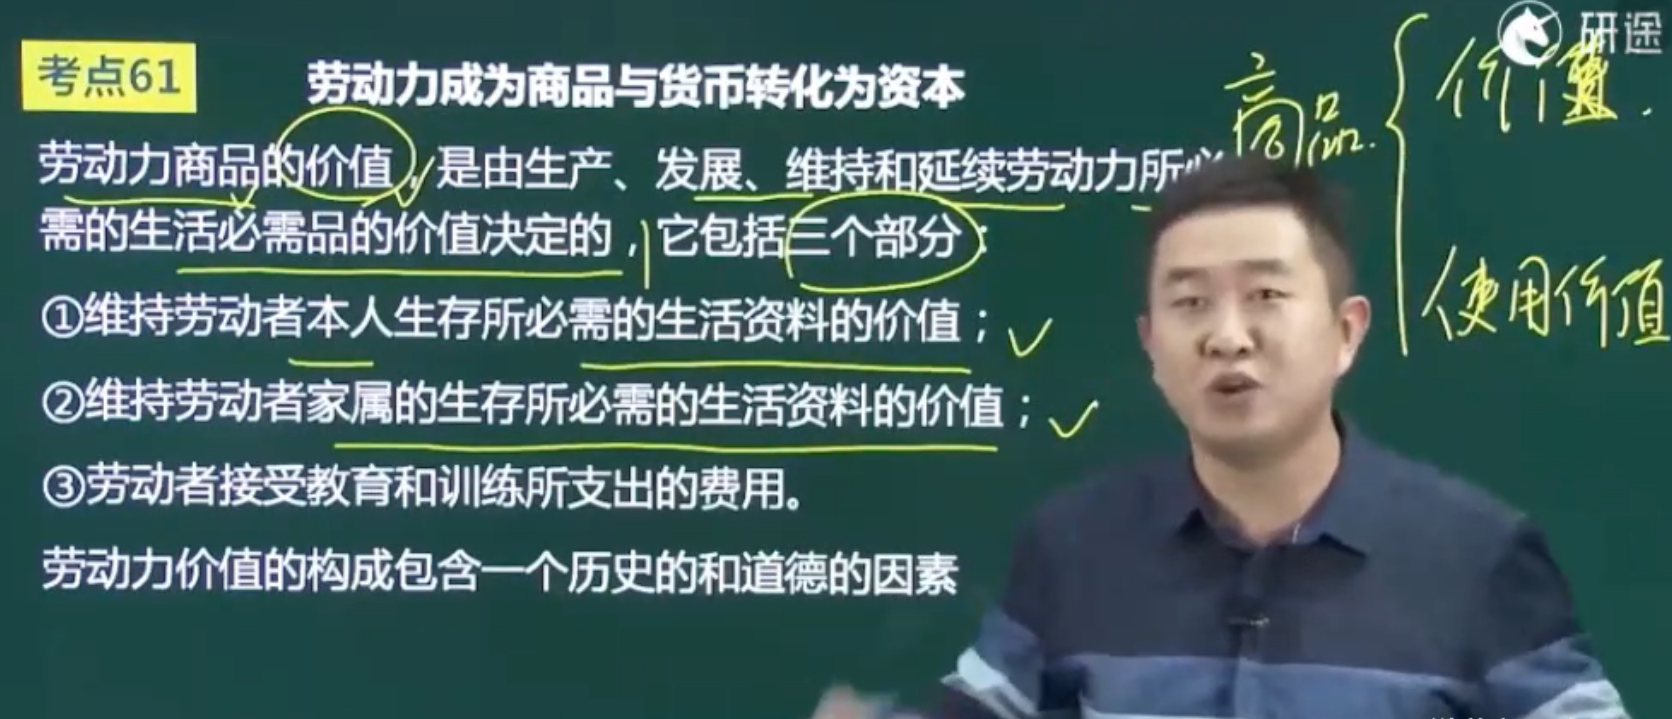 研途
考点61
劳动力成为商品与货币转化为资本
劳动力商品的价值，是由生产、发展、维持和延续劳动力所必
需的生活必需品的价值决定的，它包括三个部分：
①维持劳动者本人生存所必需的生活资料的价值；
②维持劳动者家属的生存所必需的生活资料的价值；
③劳动者接受教育和训练所支出的费用。
劳动力价值的构成包含一个历史的和道德的因素
商品
价值
使用价值